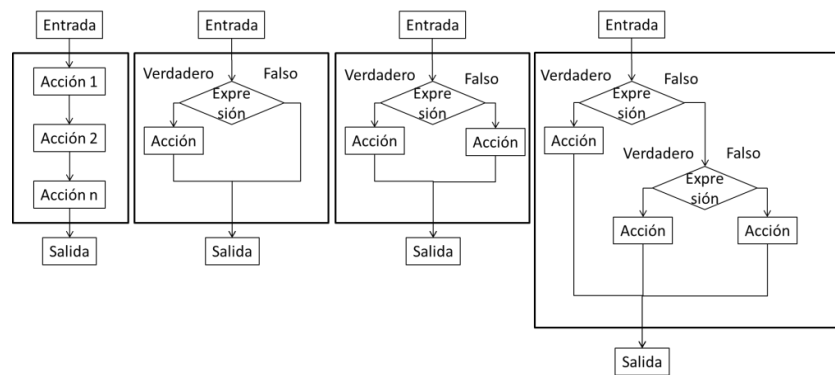 Entrada
Acción 1
Acción 2
Acción n
Salida
Entrada
Verdadero
Falso
Expre
sión
Acción
Salida
Entrada
Verdadero
Falso
Expre
sión
Acción
Acción
Salida
Entrada
Verdadero
Falso
Expre
sión
Acción
Verdadero
Falso
Expre
sión
Acción
Acción
Salida